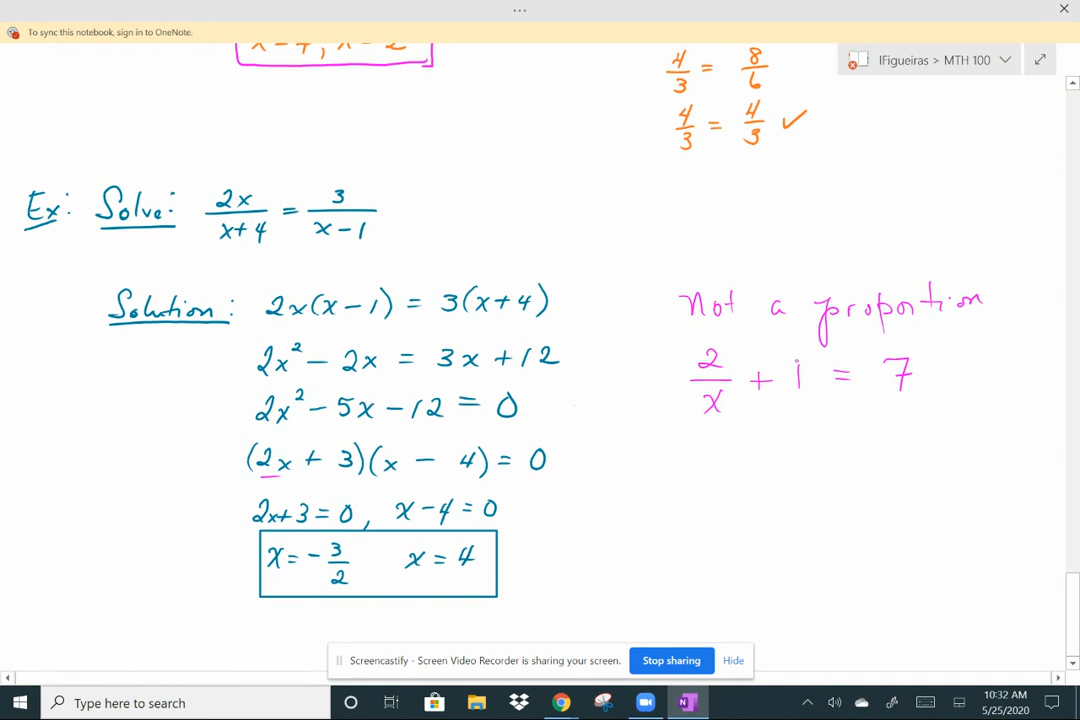 To sync this notebook, sign in to OneNote.
IFigueiras > MTH 100
4/3 = 8/6
4/3 = 4/3 ✓
Ex: Solve: 2x/(x+4) = 3/(x-1)
Solution: 2x(x-1) = 3(x+4)
2x² - 2x = 3x + 12
2x² - 5x - 12 = 0
(2x + 3)(x - 4) = 0
2x+3 = 0, x-4 = 0
x = -3/2 x = 4
Not a proportion
2/x + 1 = 7
Screencastify - Screen Video Recorder is sharing your screen. Stop sharing Hide
Type here to search
10:32 AM
5/25/2020